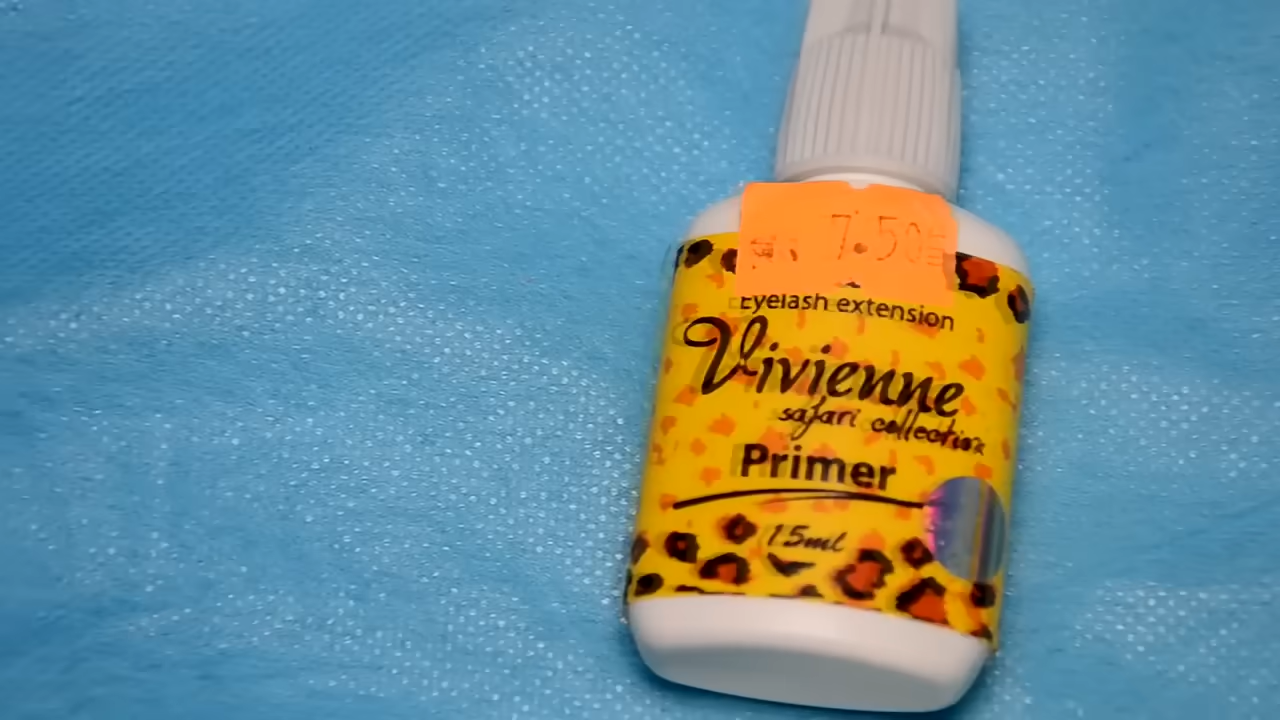 7.50
Eyelash extension
Vivienne
safari collection
Primer
15ml